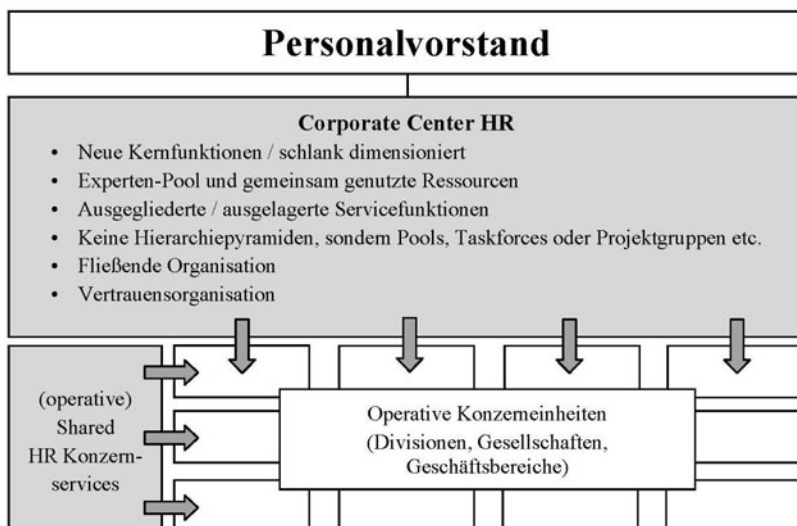 Personalvorstand
Corporate Center HR
• Neue Kernfunktionen / schlank dimensioniert
• Experten-Pool und gemeinsam genutzte Ressourcen
• Ausgegliederte / ausgelagerte Servicefunktionen
• Keine Hierarchiepyramiden, sondern Pools, Taskforces oder Projektgruppen etc.
• Fließende Organisation
• Vertrauensorganisation
(operative)
Shared
HR Konzern-
services
Operative Konzerneinheiten
(Divisionen, Gesellschaften,
Geschäftsbereiche)